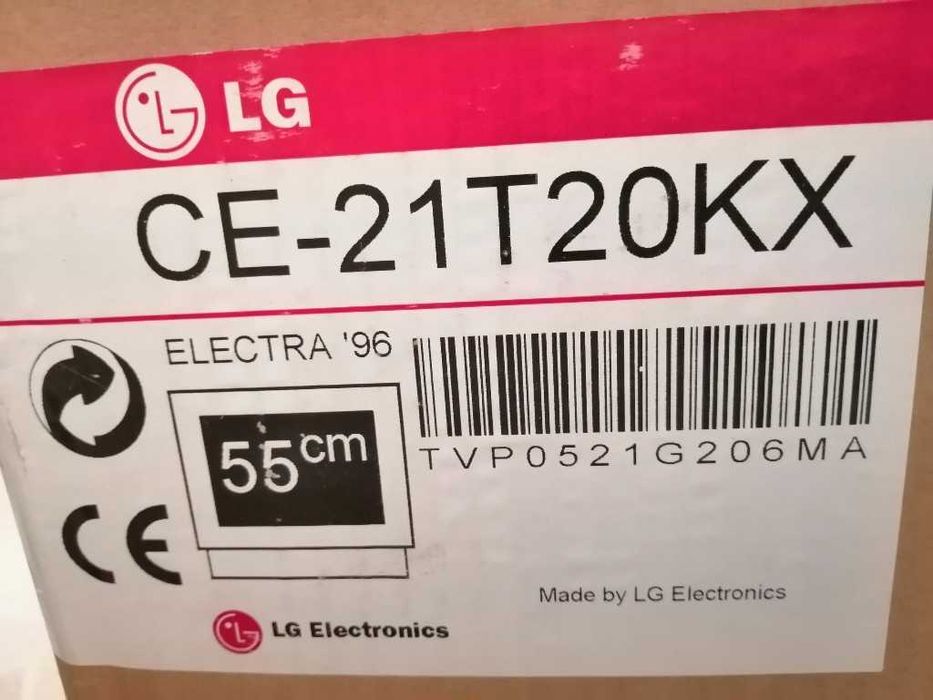 LG
CE-21T20KX
ELECTRA '96
55cm
TVP0521G206MA
CE
Made by LG Electronics
LG Electronics